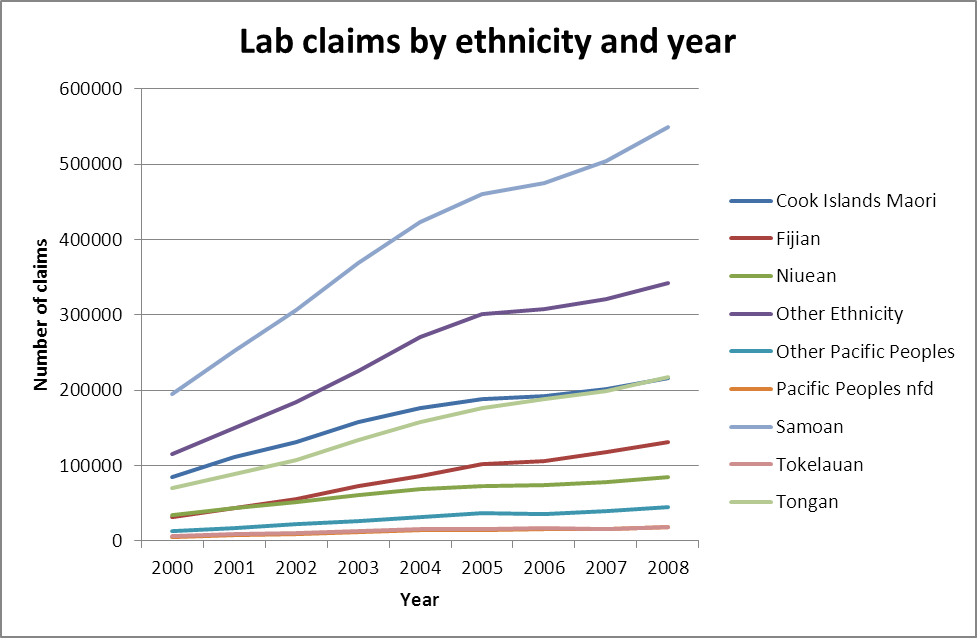 Lab claims by ethnicity and year
600000
500000
400000
300000
200000
100000
0
Number of claims
2000 2001 2002 2003 2004 2005 2006 2007 2008
Year
Cook Islands Maori
Fijian
Niuean
Other Ethnicity
Other Pacific Peoples
Pacific Peoples nfd
Samoan
Tokelauan
Tongan